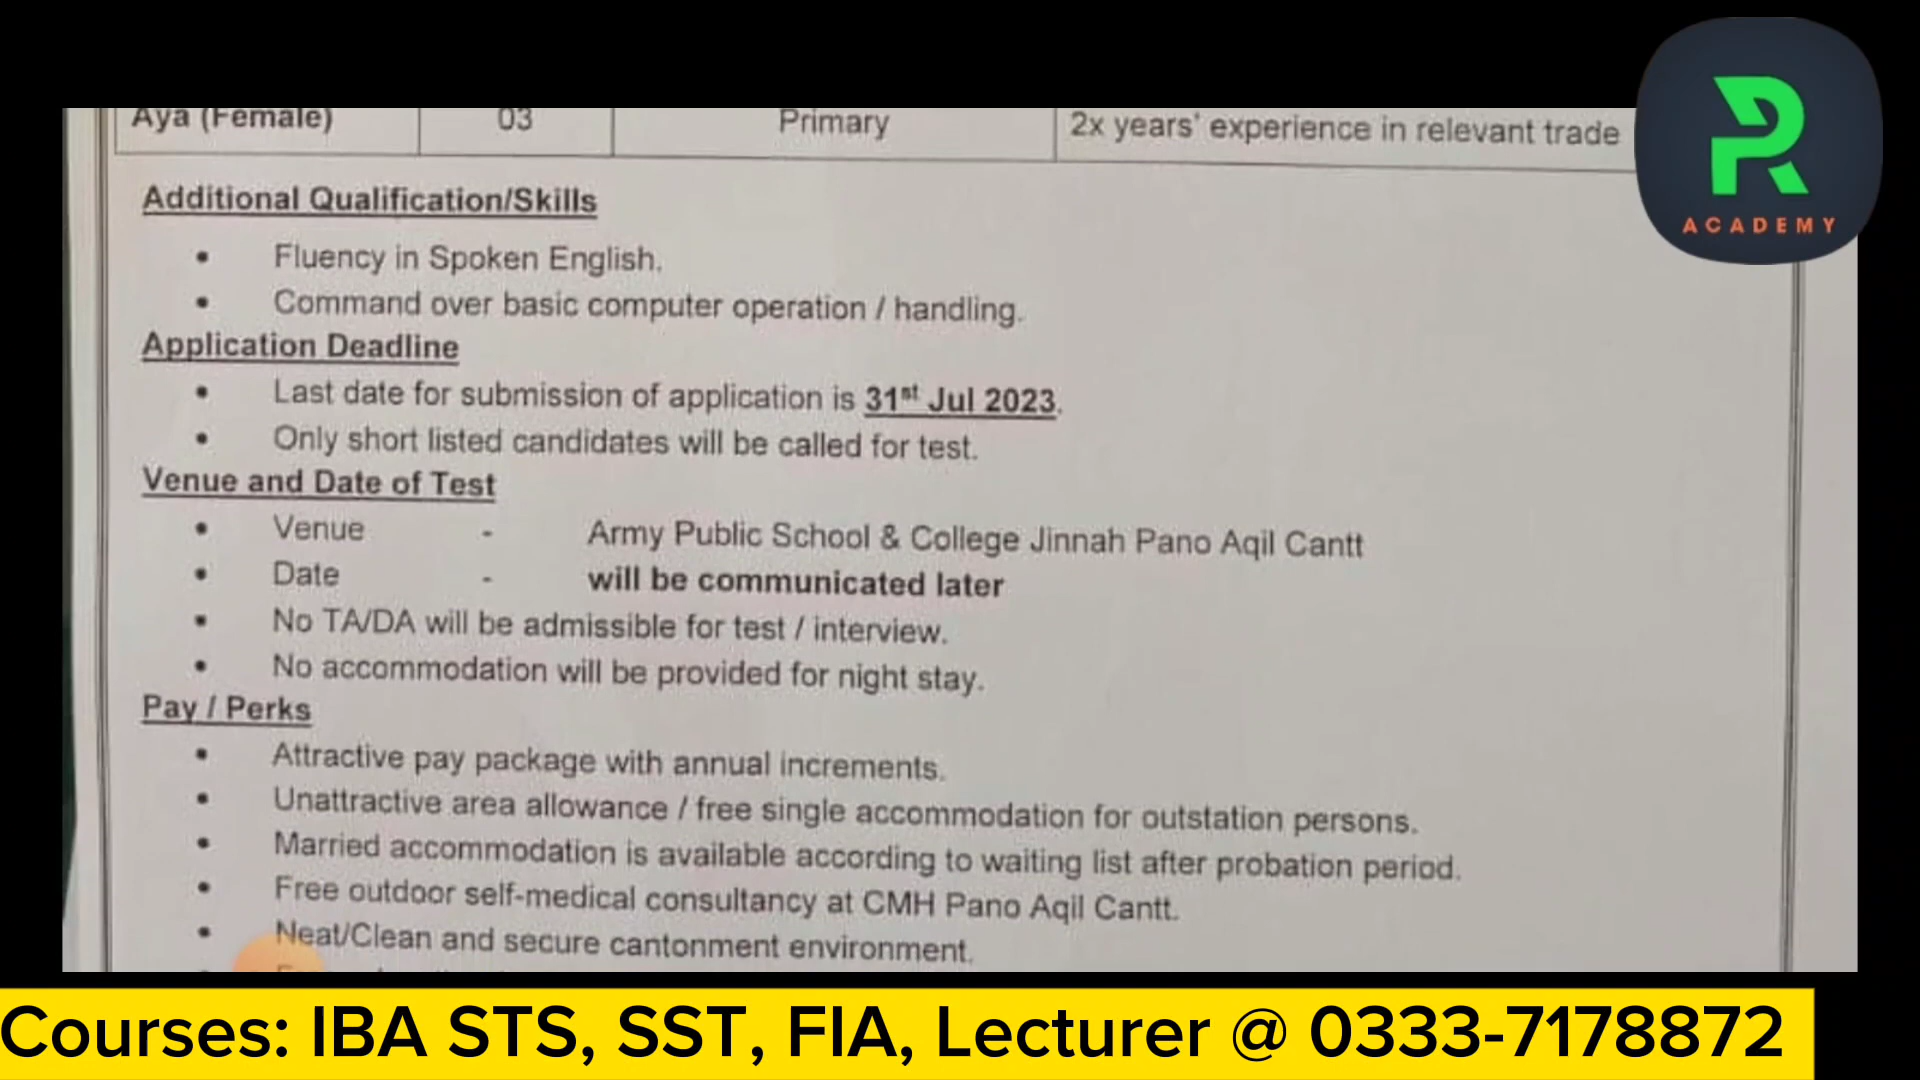 Aya (Female) 03 Primary 2x years' experience in relevant trade
R
ACADEMY
Additional Qualification/Skills
• Fluency in Spoken English.
• Command over basic computer operation / handling.
Application Deadline
• Last date for submission of application is 31st Jul 2023.
• Only short listed candidates will be called for test.
Venue and Date of Test
• Venue - Army Public School & College Jinnah Pano Aqil Cantt
• Date - will be communicated later
• No TA/DA will be admissible for test / interview.
• No accommodation will be provided for night stay.
Pay / Perks
• Attractive pay package with annual increments.
• Unattractive area allowance / free single accommodation for outstation persons.
• Married accommodation is available according to waiting list after probation period.
• Free outdoor self-medical consultancy at CMH Pano Aqil Cantt.
• Neat/Clean and secure cantonment environment.
Courses: IBA STS, SST, FIA, Lecturer @ 0333-7178872